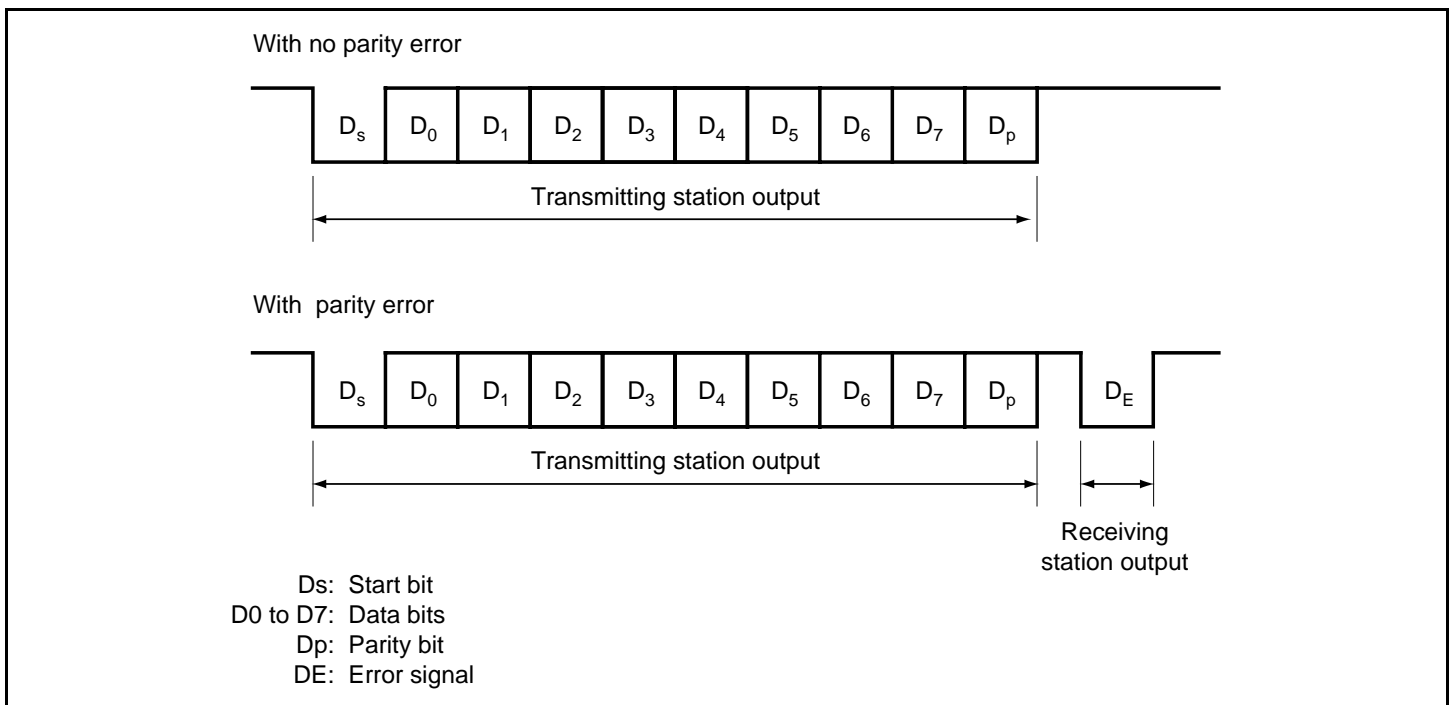 With no parity error
Ds D0 D1 D2 D3 D4 D5 D6 D7 Dp
Transmitting station output
With parity error
Ds D0 D1 D2 D3 D4 D5 D6 D7 Dp DE
Transmitting station output
Receiving
station output
Ds: Start bit
D0 to D7: Data bits
Dp: Parity bit
DE: Error signal